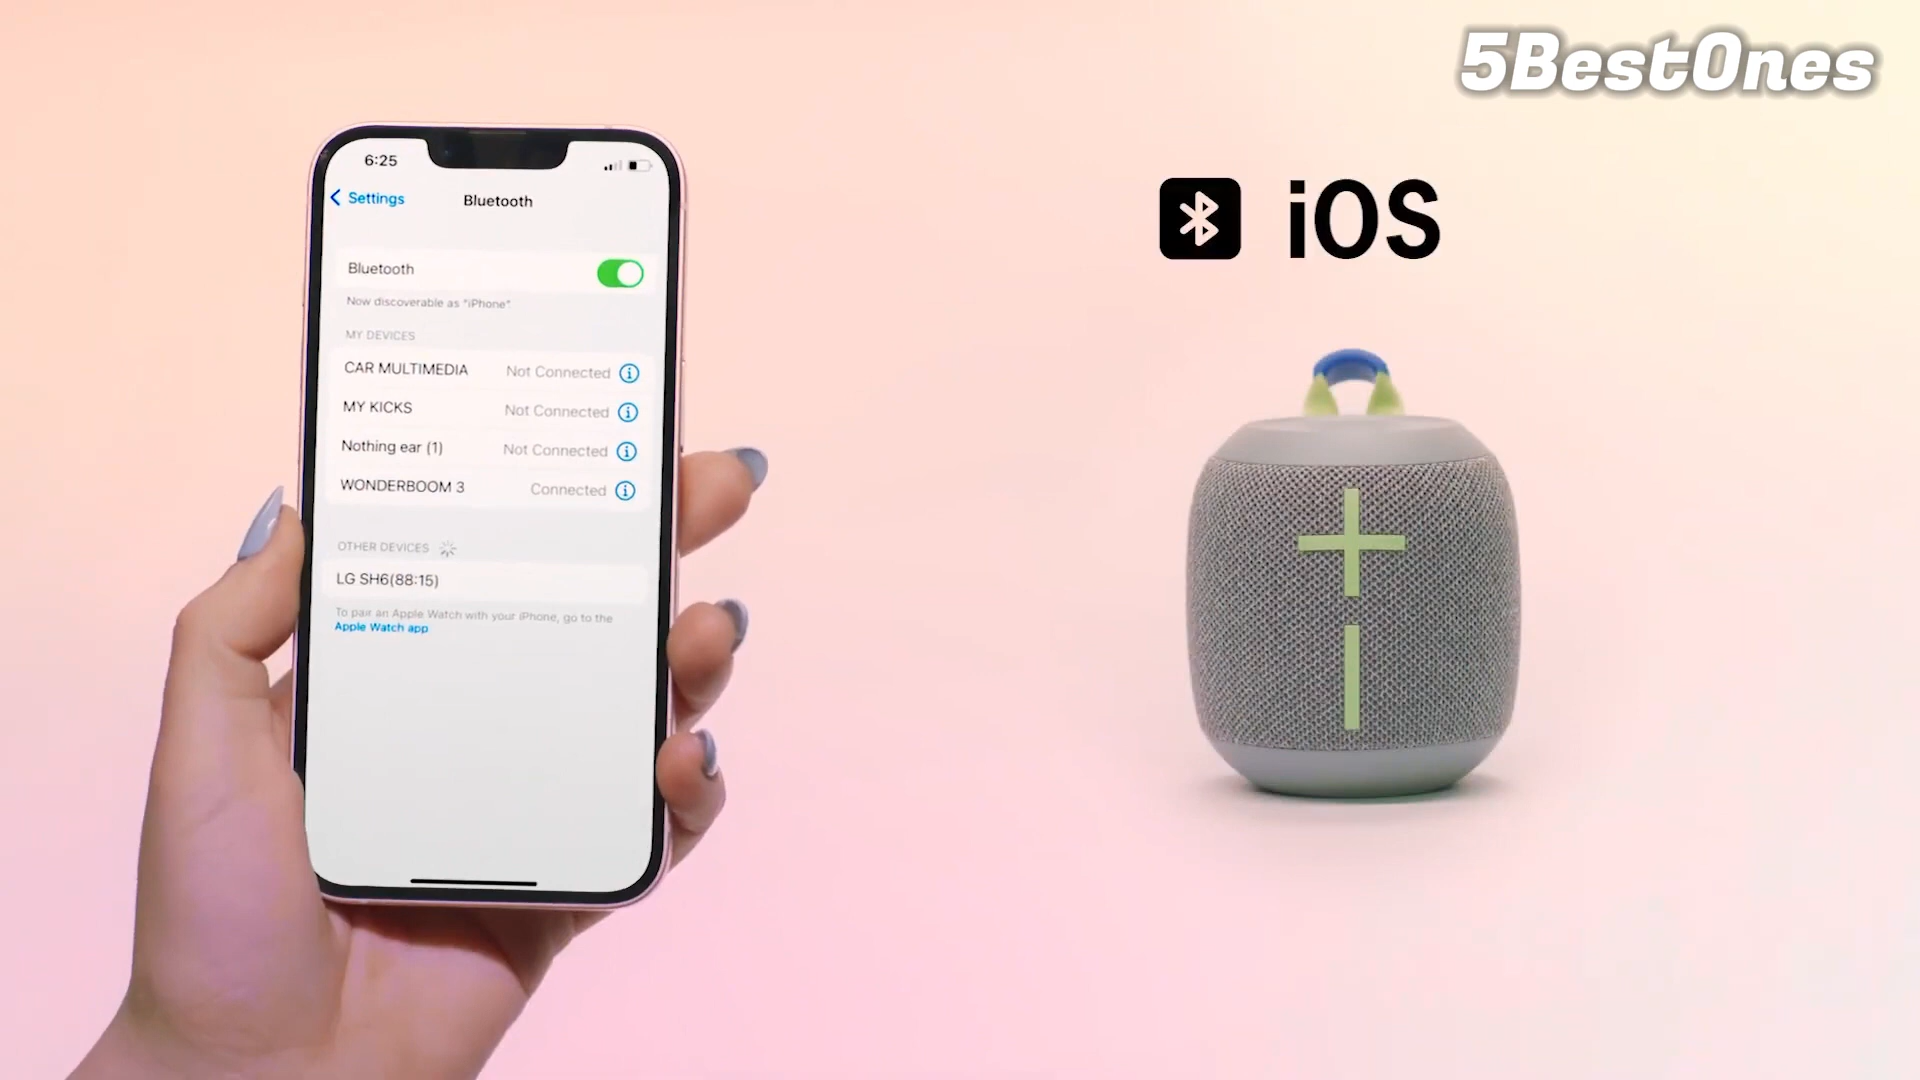 5BestOnes
6:25
Settings
Bluetooth
iOS
Bluetooth
Now discoverable as "iPhone"
MY DEVICES
CAR MULTIMEDIA Not Connected
MY KICKS Not Connected
Nothing ear (1) Not Connected
WONDERBOOM 3 Connected
OTHER DEVICES
LG SH6(88:15)
To pair an Apple Watch with your iPhone, go to the
Apple Watch app